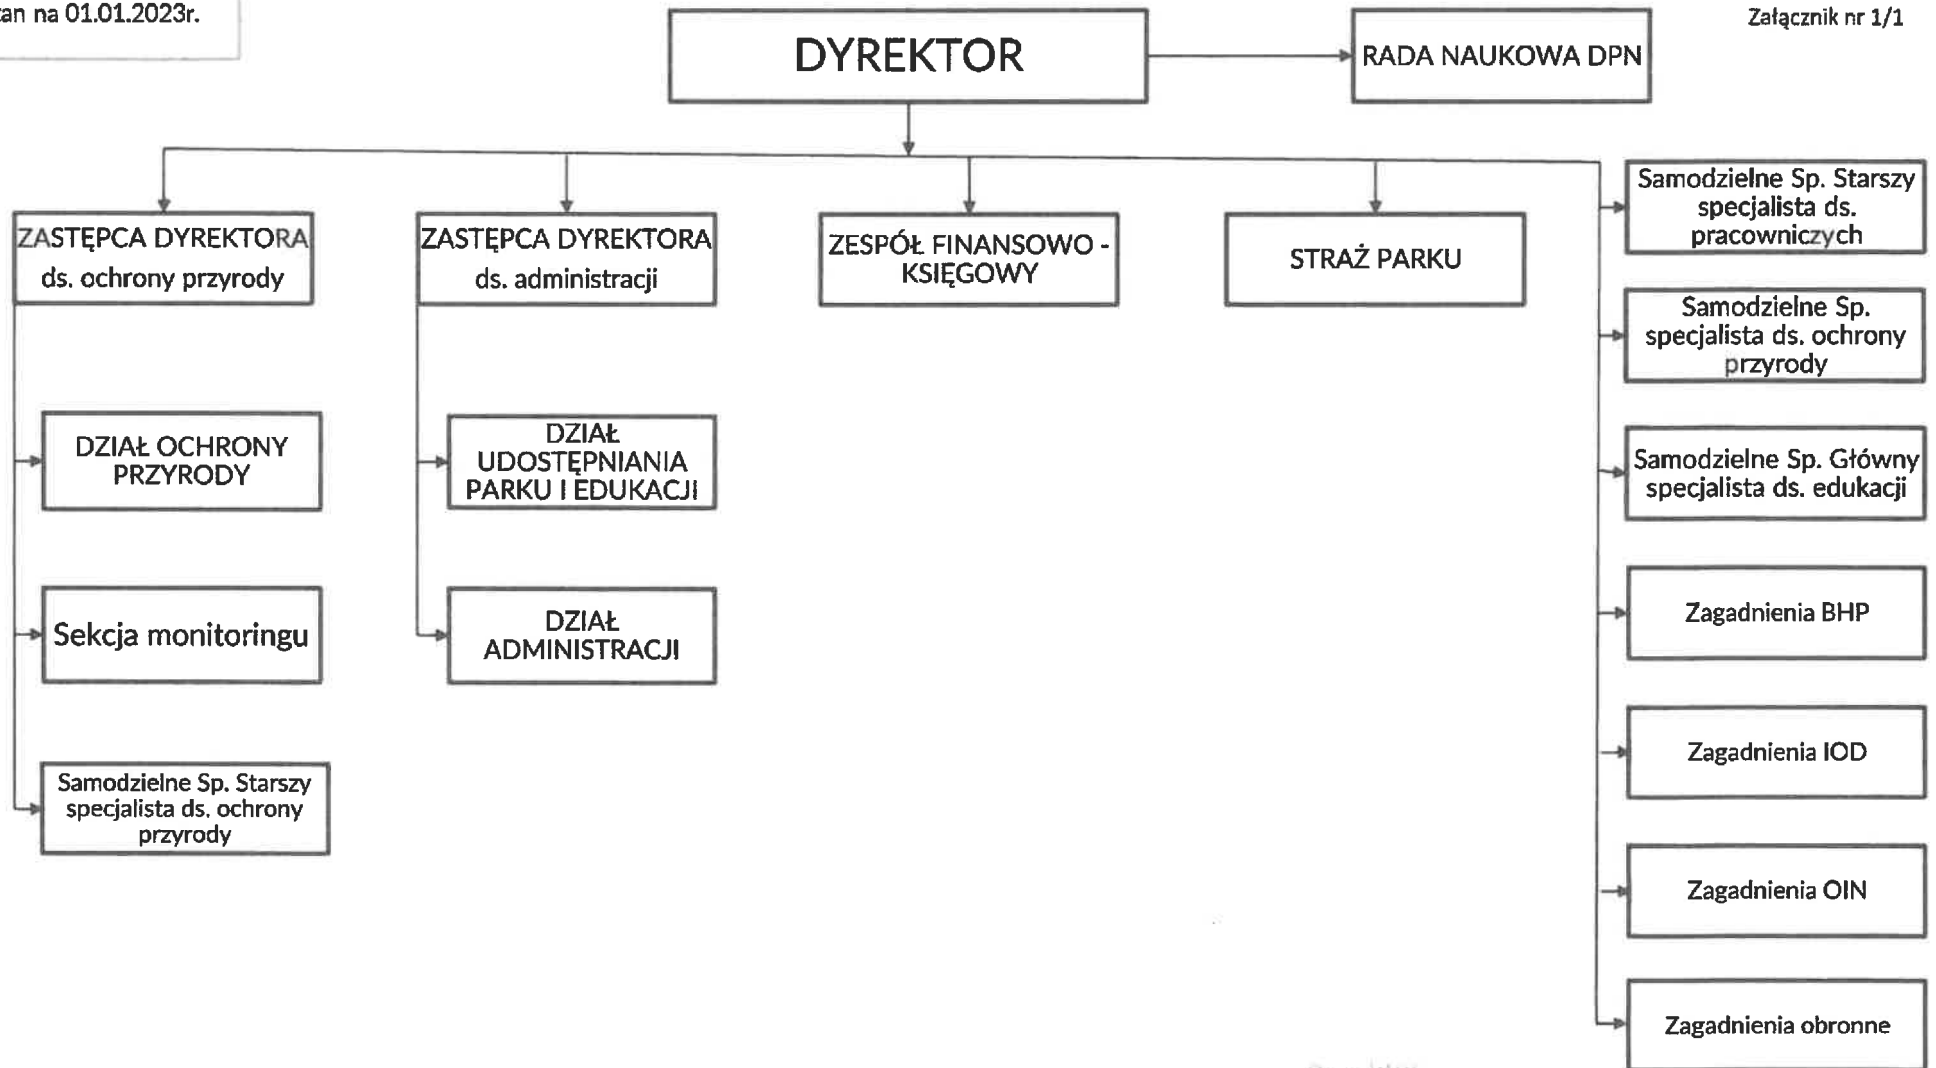 na 01.01.2023r.
Załącznik nr 1/1
DYREKTOR
RADA NAUKOWA DPN
ZASTĘPCA DYREKTORA
ds. ochrony przyrody
ZASTĘPCA DYREKTORA
ds. administracji
ZESPÓŁ FINANSOWO -
KSIĘGOWY
STRAŻ PARKU
Samodzielne Sp. Starszy
specjalista ds.
pracowniczych
Samodzielne Sp.
specjalista ds. ochrony
przyrody
Samodzielne Sp. Główny
specjalista ds. edukacji
Zagadnienia BHP
Zagadnienia IOD
Zagadnienia OIN
Zagadnienia obronne
DZIAŁ OCHRONY
PRZYRODY
Sekcja monitoringu
Samodzielne Sp. Starszy
specjalista ds. ochrony
przyrody
DZIAŁ
UDOSTĘPNIANIA
PARKU I EDUKACJI
DZIAŁ
ADMINISTRACJI